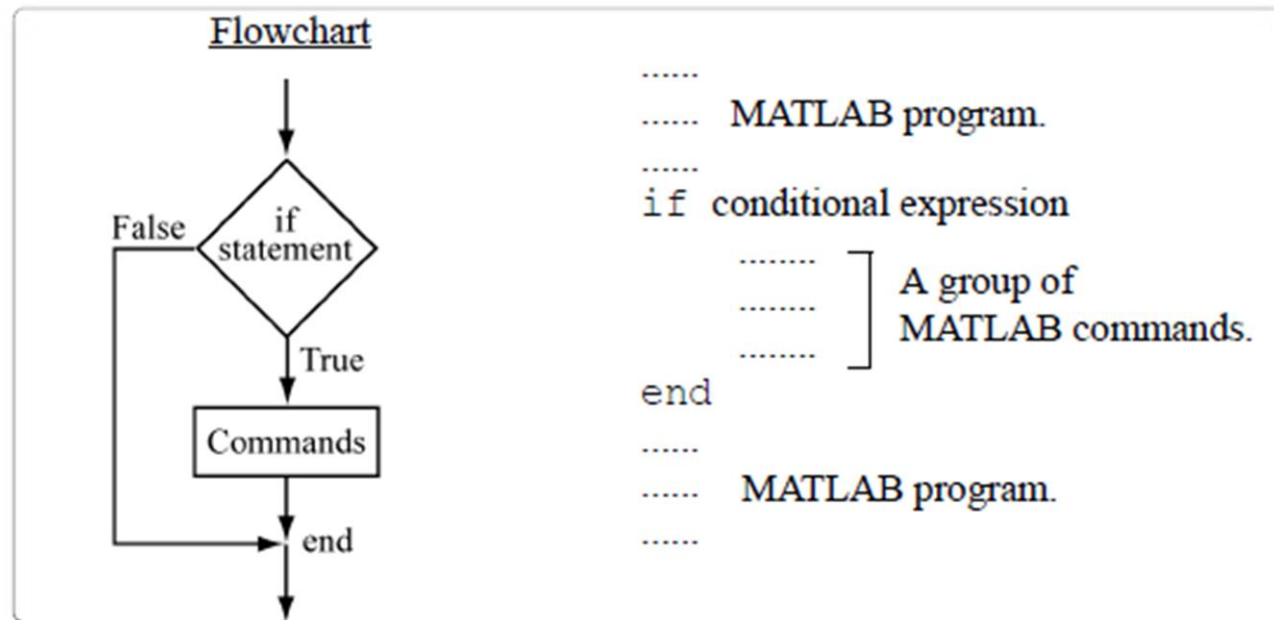 Flowchart
False
if
statement
True
Commands
end
......
...... MATLAB program.
......
if conditional expression
........
........
........
A group of
MATLAB commands.
end
......
...... MATLAB program.
......